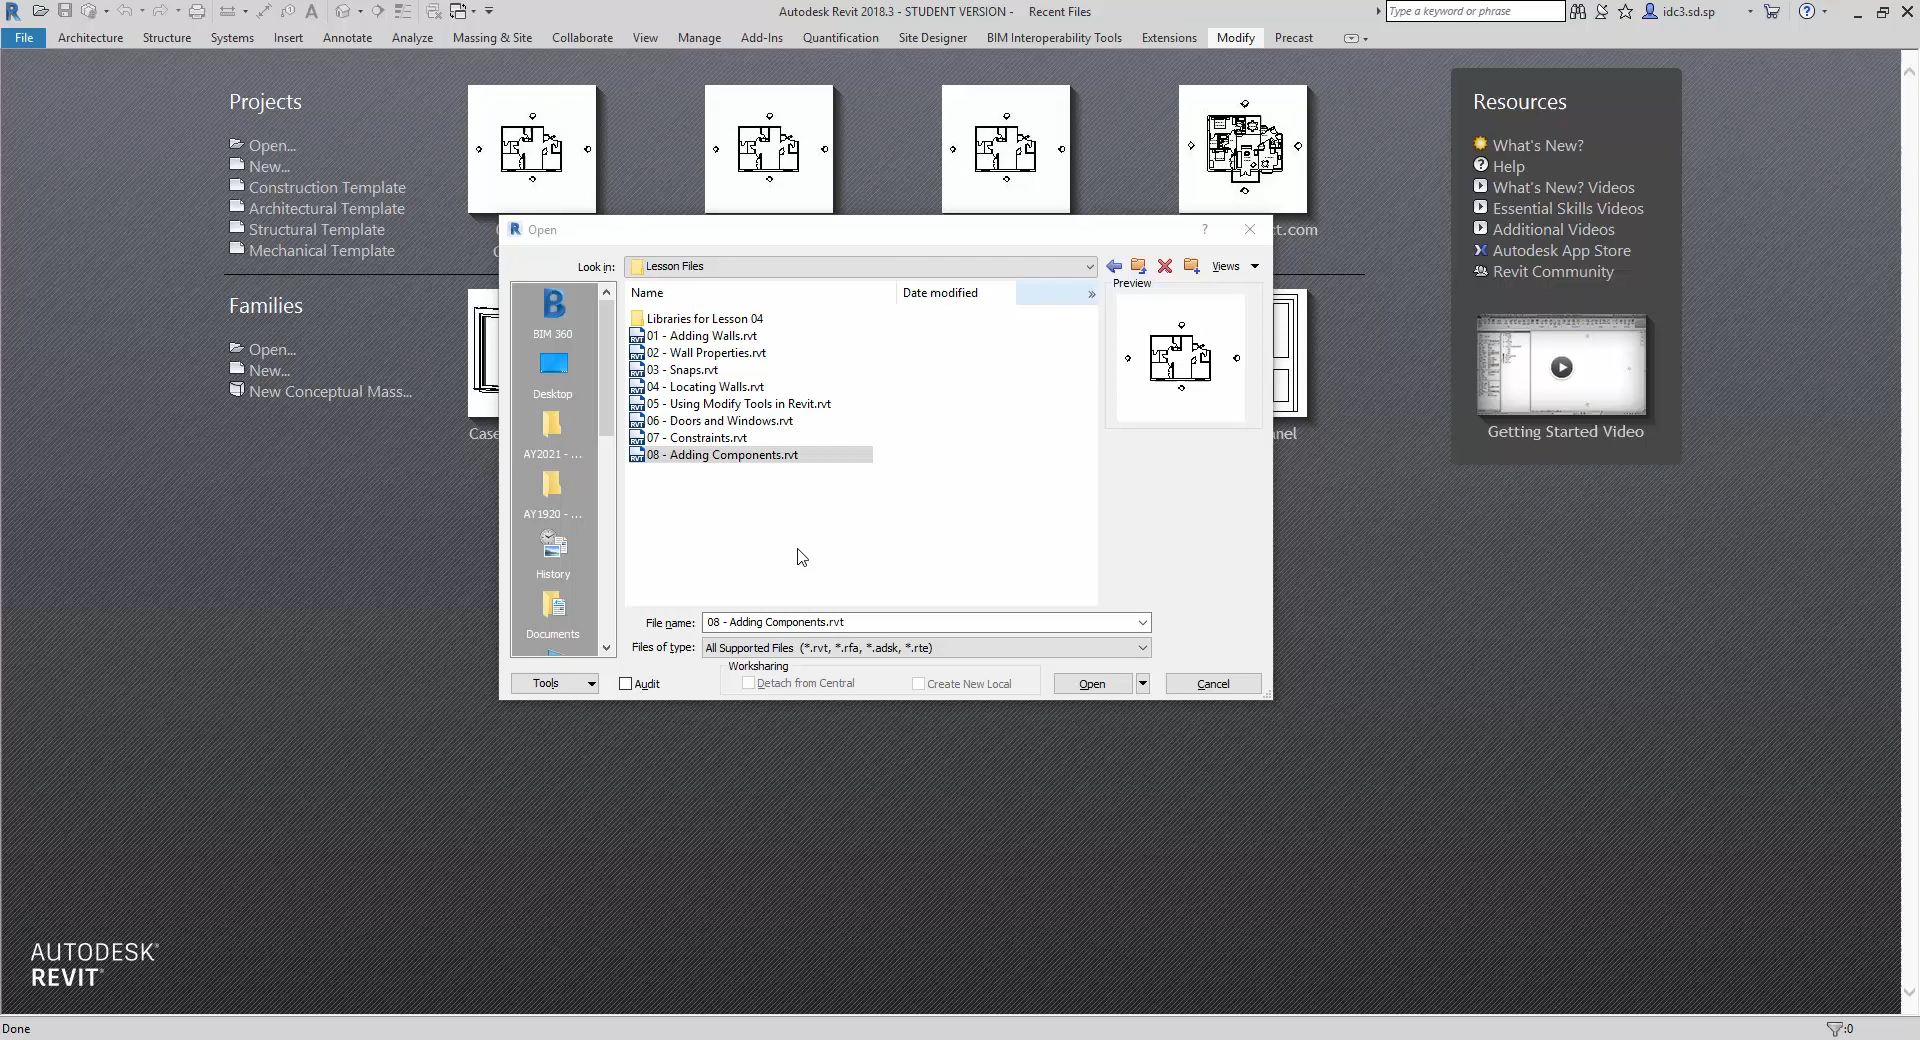 Autodesk Revit 2018.3 - STUDENT VERSION - Recent Files
Type a keyword or phrase
idc3.sd.sp
File Architecture Structure Systems Insert Annotate Analyze Massing & Site Collaborate View Manage Add-Ins Quantification Site Designer BIM Interoperability Tools Extensions Modify Precast
Projects
Open...
New...
Construction Template
Architectural Template
Structural Template
Mechanical Template
Families
Open...
New...
New Conceptual Mass...
Case
ct.com
nel
Open
Look in:
Lesson Files
Views
Name
Date modified
»
Preview
Libraries for Lesson 04
01 - Adding Walls.rvt
02 - Wall Properties.rvt
03 - Snaps.rvt
04 - Locating Walls.rvt
05 - Using Modify Tools in Revit.rvt
06 - Doors and Windows.rvt
07 - Constraints.rvt
08 - Adding Components.rvt
BIM 360
Desktop
AY2021 - ...
AY1920 - ...
History
Documents
File name:
08 - Adding Components.rvt
Files of type:
All Supported Files (*.rvt, *.rfa, *.adsk, *.rte)
Worksharing
Tools
Audit
Detach from Central
Create New Local
Open
Cancel
Resources
What's New?
Help
What's New? Videos
Essential Skills Videos
Additional Videos
Autodesk App Store
Revit Community
Getting Started Video
AUTODESK®
REVIT®
Done
:0